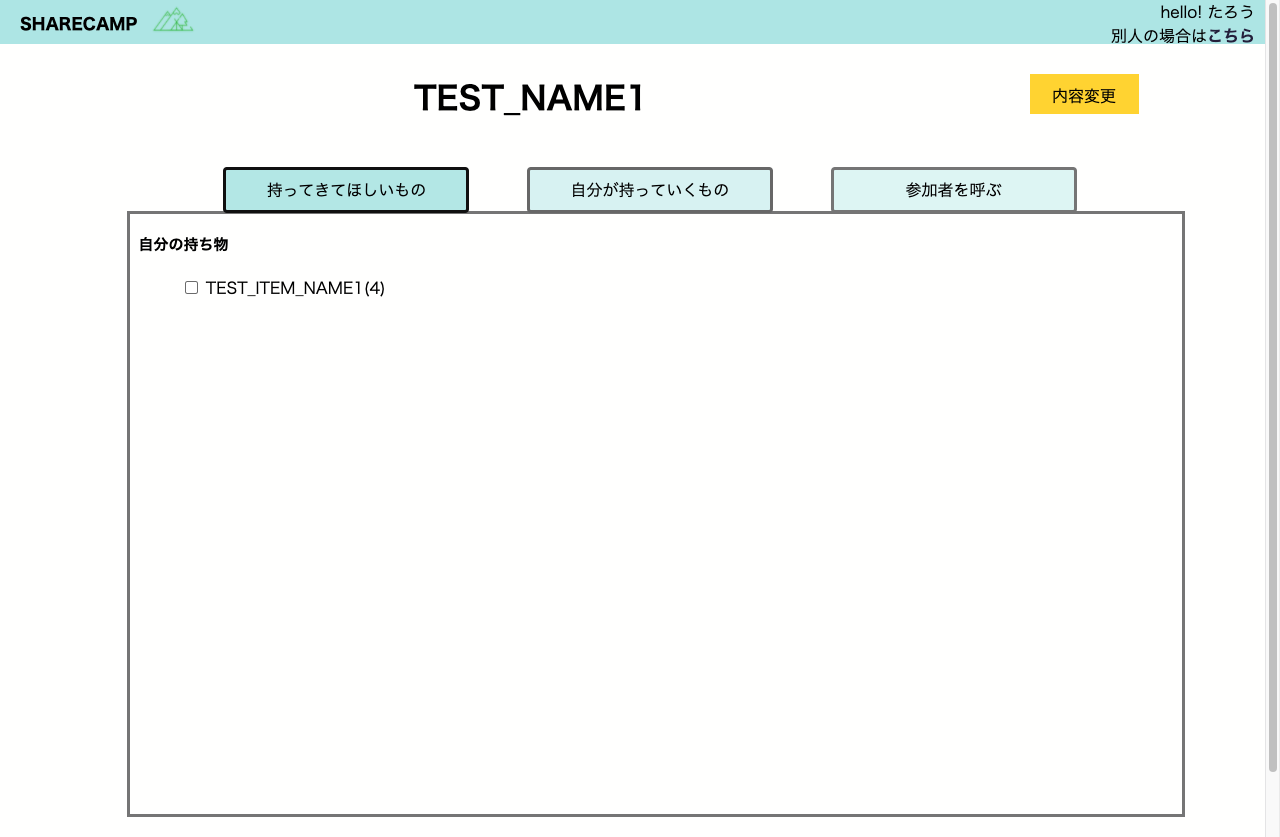 SHARECAMP
hello! たろう
別人の場合はこちら
TEST_NAME1
内容変更
持ってきてほしいもの
自分が持っていくもの
参加者を呼ぶ
自分の持ち物
TEST_ITEM_NAME1(4)